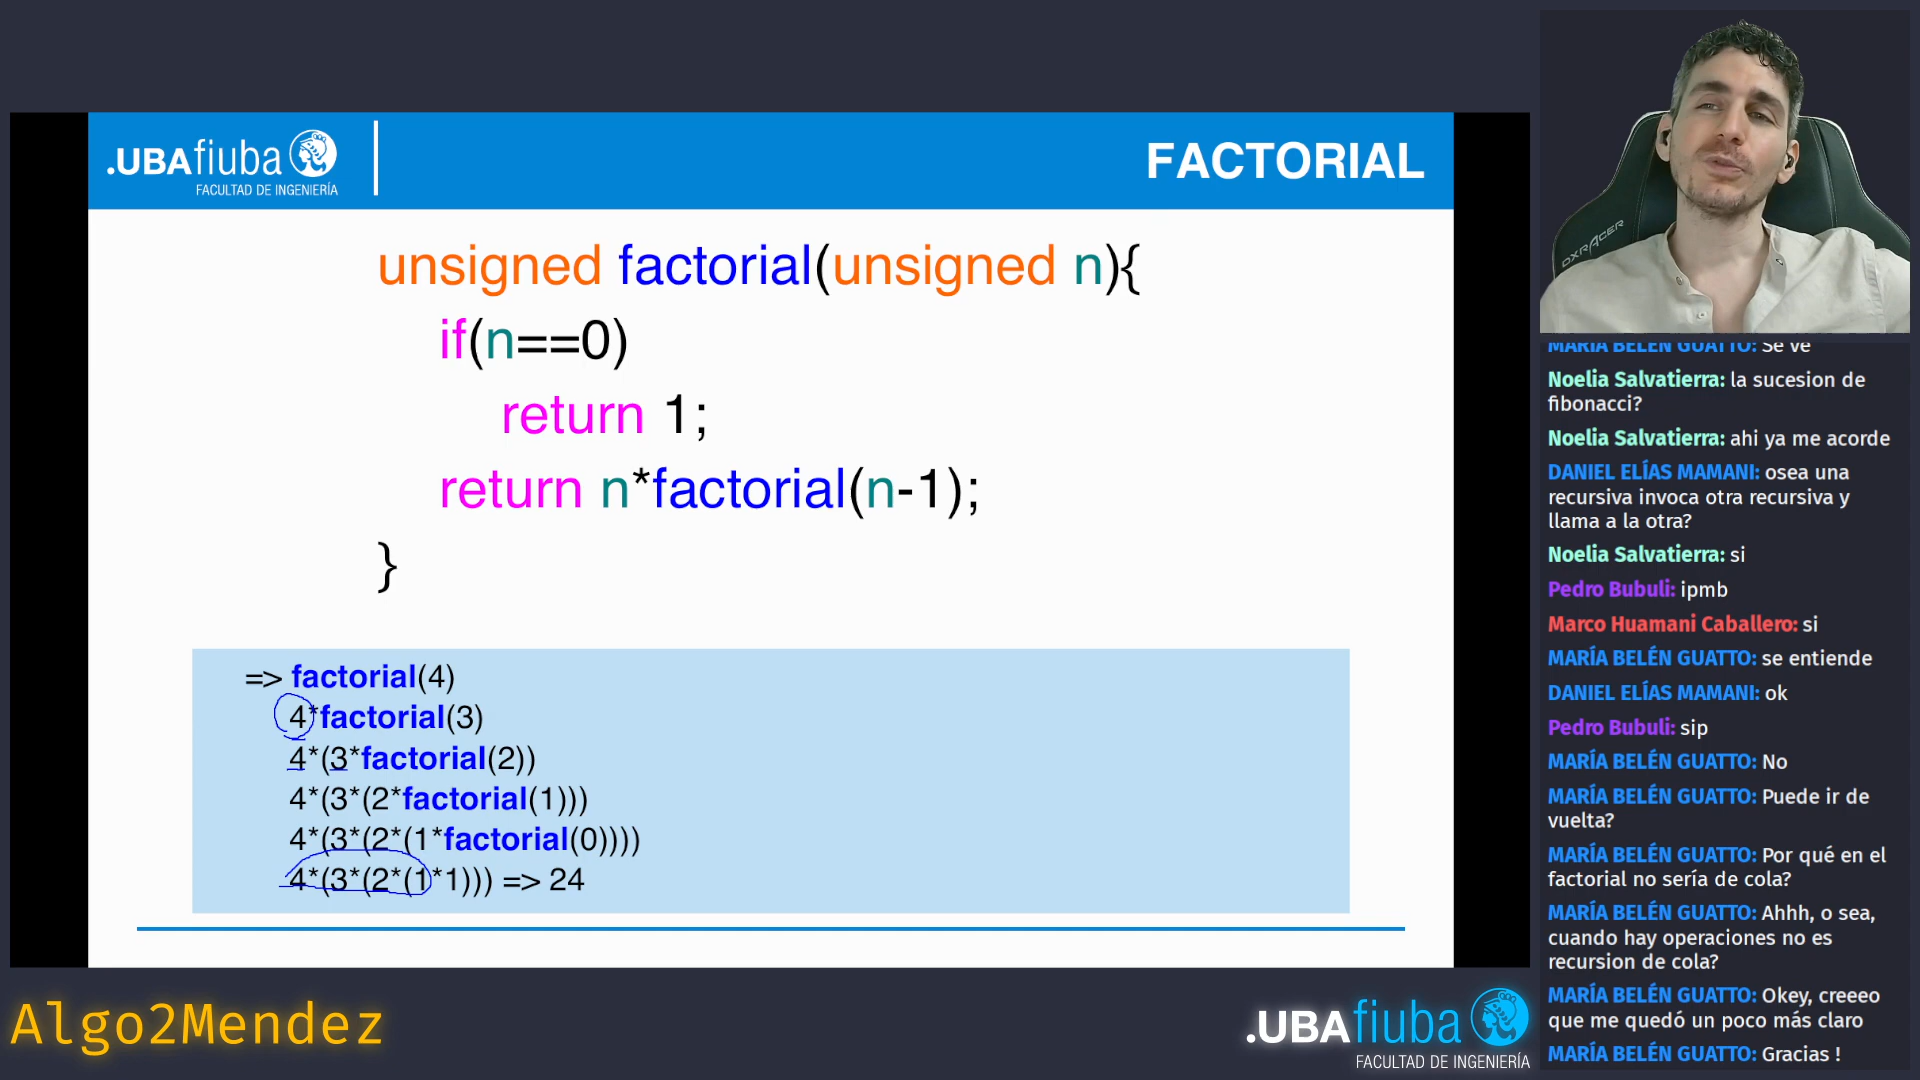 .UBAfiuba
FACULTAD DE INGENIERÍA
FACTORIAL
unsigned factorial(unsigned n){
if(n==0)
return 1;
return n*factorial(n-1);
}
=> factorial(4)
4*factorial(3)
4*(3*factorial(2))
4*(3*(2*factorial(1)))
4*(3*(2*(1*factorial(0))))
4*(3*(2*(1*1))) => 24
Algo2Mendez
.UBAfiuba
FACULTAD DE INGENIERÍA
DXRACER
MARÍA BELÉN GUATTO: Se ve
Noelia Salvatierra: la sucesion de
fibonacci?
Noelia Salvatierra: ahi ya me acorde
DANIEL ELÍAS MAMANI: osea una
recursiva invoca otra recursiva y
llama a la otra?
Noelia Salvatierra: si
Pedro Bubuli: ipmb
Marco Huamani Caballero: si
MARÍA BELÉN GUATTO: se entiende
DANIEL ELÍAS MAMANI: ok
Pedro Bubuli: sip
MARÍA BELÉN GUATTO: No
MARÍA BELÉN GUATTO: Puede ir de
vuelta?
MARÍA BELÉN GUATTO: Por qué en el
factorial no sería de cola?
MARÍA BELÉN GUATTO: Ahhh, o sea,
cuando hay operaciones no es
recursion de cola?
MARÍA BELÉN GUATTO: Okey, creeeo
que me quedó un poco más claro
MARÍA BELÉN GUATTO: Gracias !